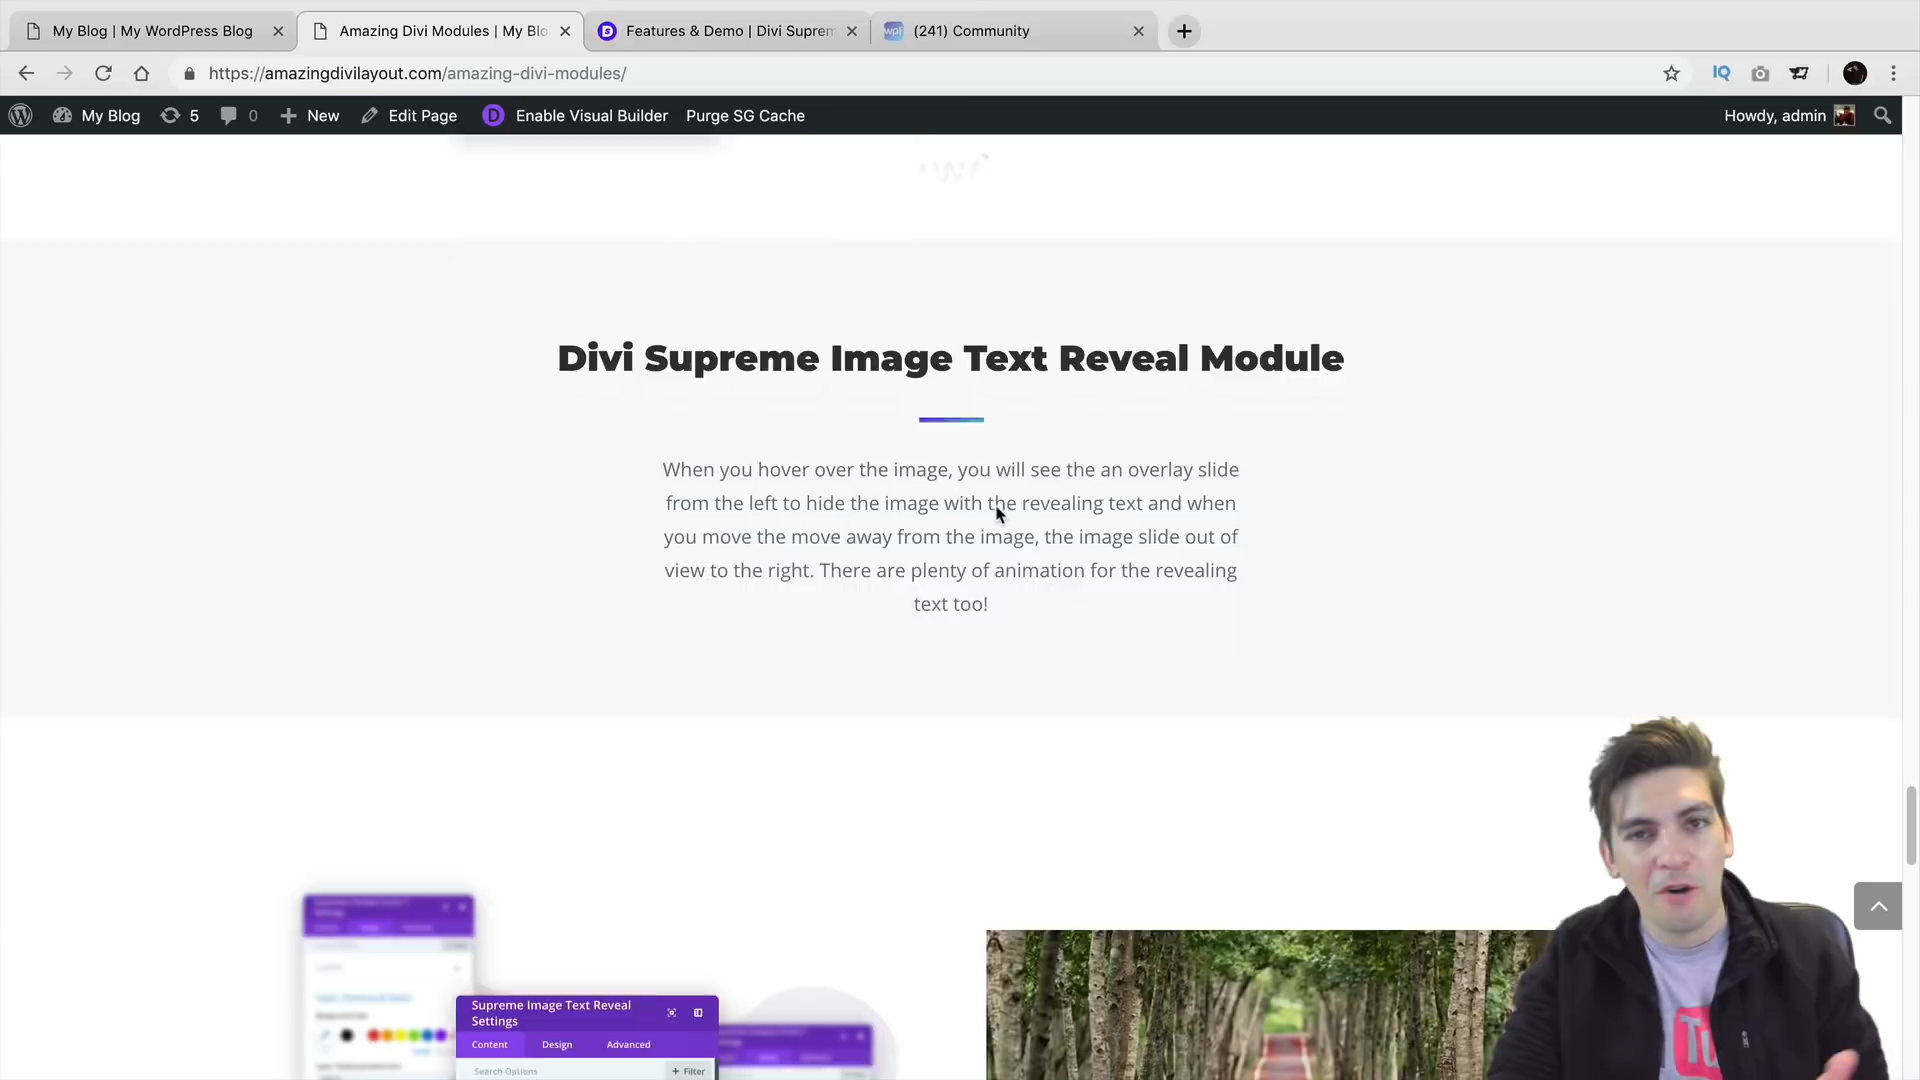 My Blog | My WordPress Blog
Amazing Divi Modules | My Blo
Features & Demo | Divi Suprem
(241) Community
https://amazingdivilayout.com/amazing-divi-modules/
IQ
My Blog
5
0
New
Edit Page
D
Enable Visual Builder
Purge SG Cache
Howdy, admin
Divi Supreme Image Text Reveal Module
When you hover over the image, you will see the an overlay slide
from the left to hide the image with the revealing text and when
you move the move away from the image, the image slide out of
view to the right. There are plenty of animation for the revealing
text too!
Supreme Image Text Reveal
Settings
Content
Design
Advanced
Search Options
+ Filter